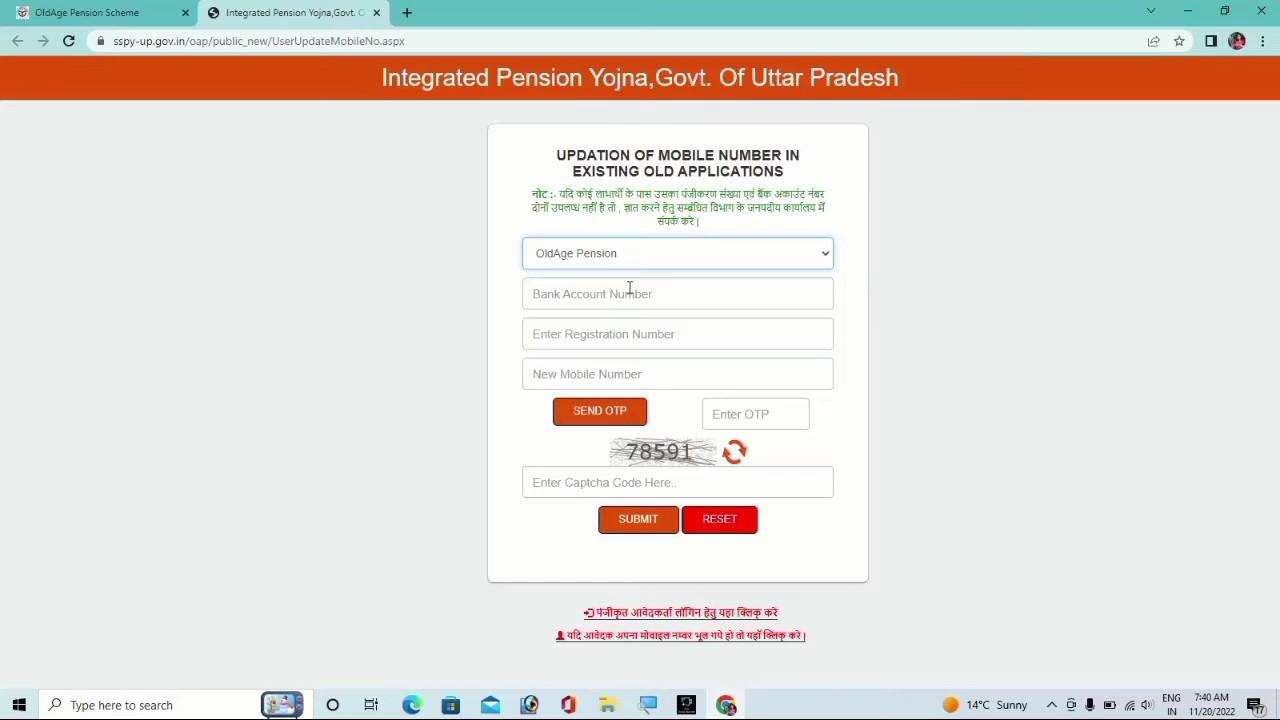 OldAge Pension Scheme
Integrated Pension Yojna,Govt. O
sspy-up.gov.in/oap/public_new/UserUpdateMobileNo.aspx
Integrated Pension Yojna,Govt. Of Uttar Pradesh
UPDATION OF MOBILE NUMBER IN
EXISTING OLD APPLICATIONS
नोट :- यदि कोई लाभार्थी के पास उसका पंजीकरण संख्या एवं बैंक अकाउंट नंबर
दोनों उपलब्ध नहीं है तो , ज्ञात करने हेतु सम्बंधित विभाग के जनपदीय कार्यालय में
संपर्क करे |
OldAge Pension
Bank Account Number
Enter Registration Number
New Mobile Number
SEND OTP
Enter OTP
78591
Enter Captcha Code Here..
SUBMIT
RESET
पंजीकृत आवेदकर्ता लॉगिन हेतु यहा क्लिक करे
यदि आवेदक अपना मोबाइल नम्बर भूल गये हो तो यहाँ क्लिक करे |
Type here to search
14°C Sunny
ENG
IN
7:40 AM
11/20/2022
17